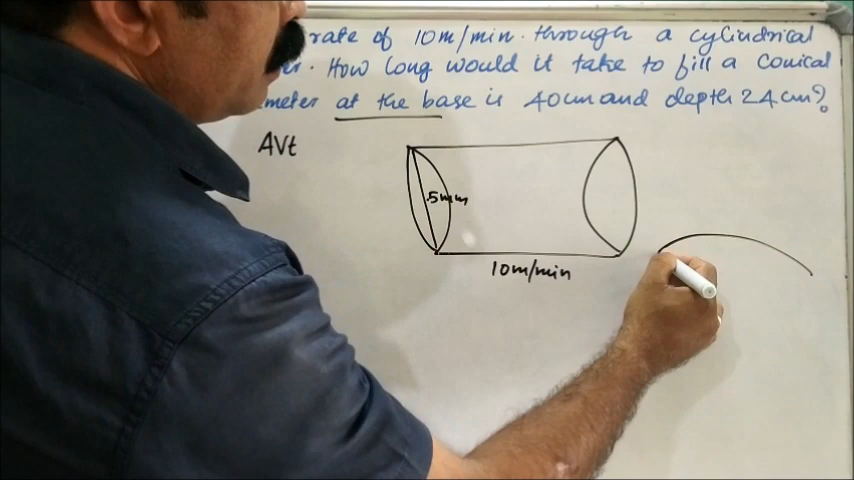 rate of 10m/min. through a cylindrical
. How long would it take to fill a conical
meter at the base is 40cm and depth 24cm?
AVt
5mm
10m/min